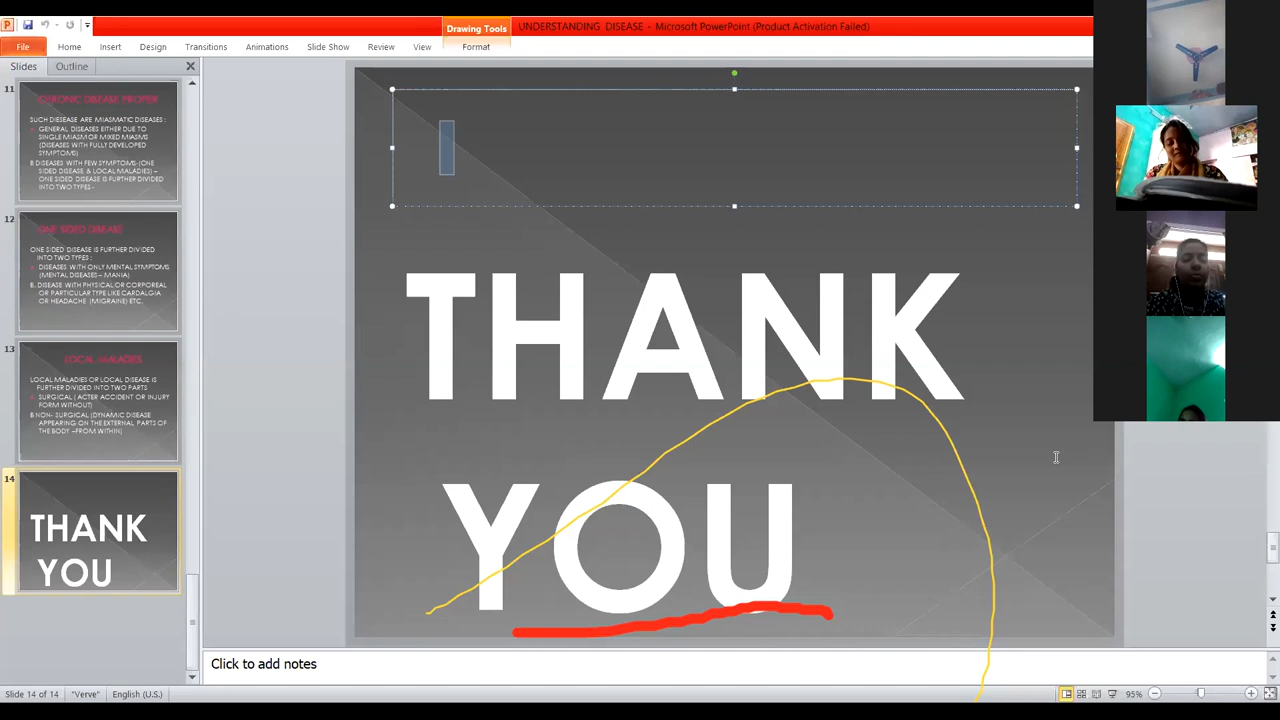 UNDERSTANDING DISEASE - Microsoft PowerPoint (Product Activation Failed)
Drawing Tools
File Home Insert Design Transitions Animations Slide Show Review View Format
Slides Outline
11
CHRONIC DISEASE PROPER
SUCH DIESEASE ARE MIASMATIC DISEASES :
GENERAL DISEASES EITHER DUE TO
SINGLE MIASM OR MIXED MIASMS
(DISEASES WITH FULLY DEVELOPED
SYMPTOMS)
B DISEASES WITH FEW SYMPTOMS-(ONE
SIDED DISEASE & LOCAL MALADIES) –
ONE SIDED DISEASE IS FURTHER DIVIDED
INTO TWO TYPES -
12
ONE SIDED DISEASE
ONE SIDED DISEASE IS FURTHER DIVIDED
INTO TWO TYPES :
DISEASES WITH ONLY MENTAL SYMPTOMS
(MENTAL DISEASES – MANIA)
B. DISEASE WITH PHYSICAL OR CORPOREAL
OR PARTICULAR TYPE LIKE CARDALGIA
OR HEADACHE (MIGRAINE) ETC.
13
LOCAL MALADIES
LOCAL MALADIES OR LOCAL DISEASE IS
FURTHER DIVIDED INTO TWO PARTS
SURGICAL ( ACTER ACCIDENT OR INJURY
FORM WITHOUT)
B NON- SURGICAL (DYNAMIC DISEASE
APPEARING ON THE EXTERNAL PARTS OF
THE BODY –FROM WITHIN)
14
THANK
YOU
THANK
YOU
Click to add notes
Slide 14 of 14 "Verve" English (U.S.) 95%